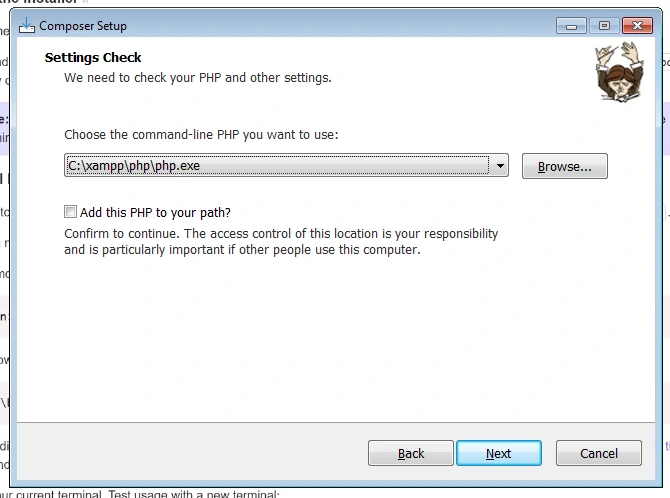 the installer
Composer Setup
Settings Check
We need to check your PHP and other settings.
Choose the command-line PHP you want to use:
C:\xampp\php\php.exe
Browse...
Add this PHP to your path?
Confirm to continue. The access control of this location is your responsibility
and is particularly important if other people use this computer.
Back
Next
Cancel
our current terminal. Test usage with a new terminal: